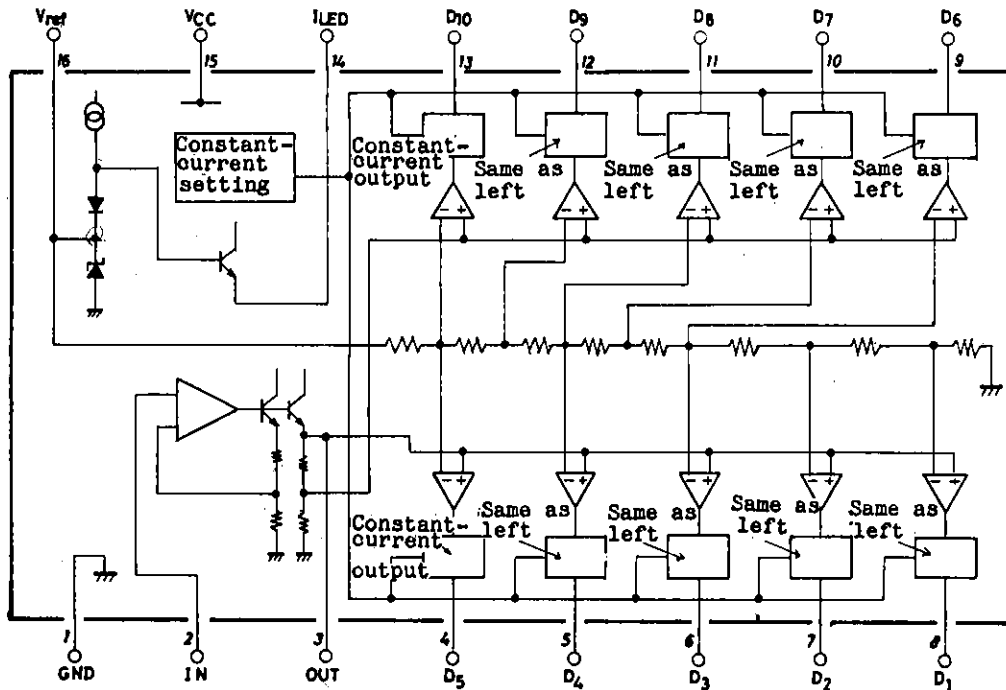 Vref VCC ILED D10 D9 D8 D7 D6
16 15 14 13 12 11 10 9
Constant-
current
setting
Constant-
current
output
Same as
left
Same as
left
Same as
left
Same as
left
- + - + - + - + - +
- + - + - + - + - +
Constant-
current
output
Same as
left
Same as
left
Same as
left
Same as
left
1 2 3 4 5 6 7 8
GND IN OUT D5 D4 D3 D2 D1